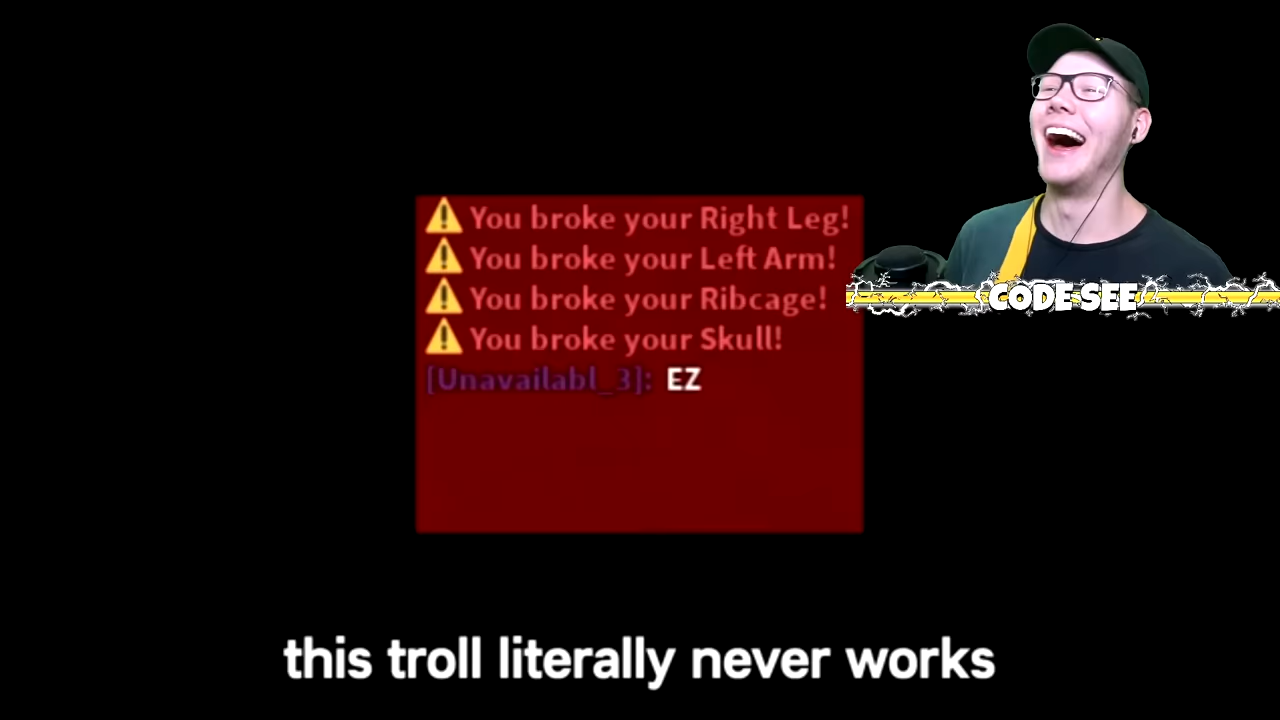 ⚠️ You broke your Right Leg!
⚠️ You broke your Left Arm!
⚠️ You broke your Ribcage!
⚠️ You broke your Skull!
[Unavailabl_3]: EZ
CODE SEE
this troll literally never works